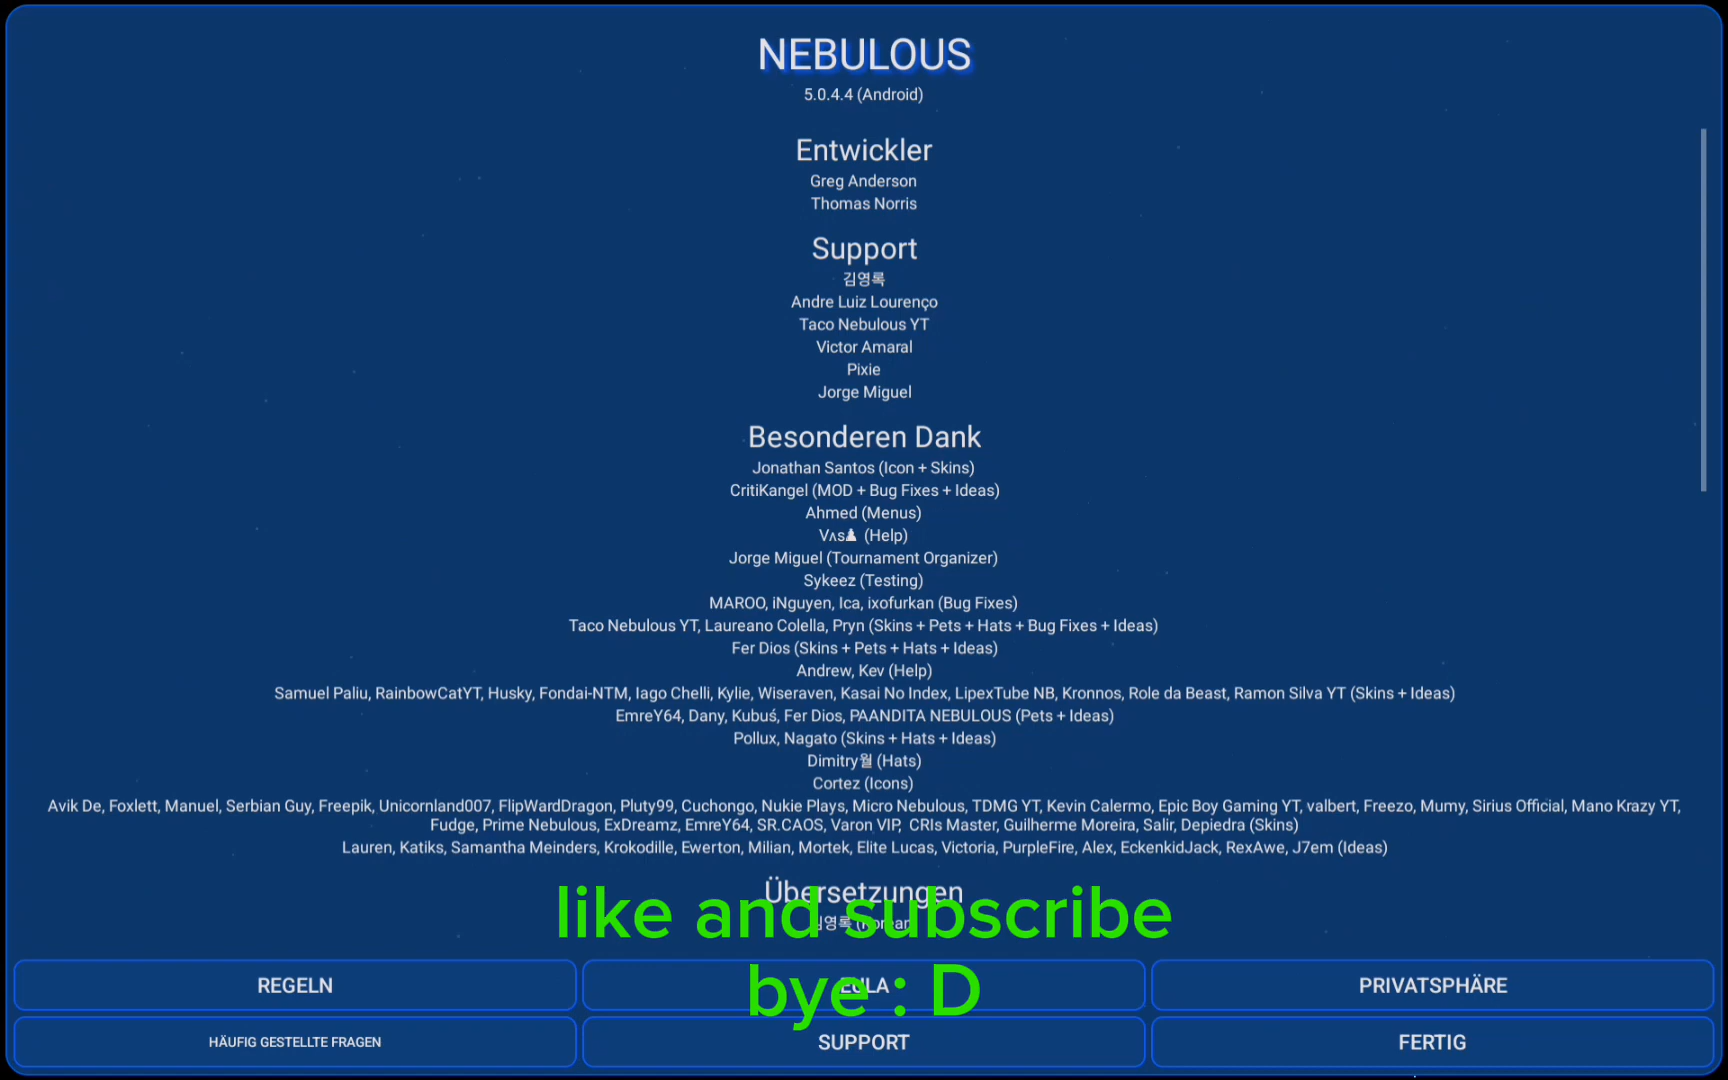 NEBULOUS
5.0.4.4 (Android)
Entwickler
Greg Anderson
Thomas Norris
Support
김영록
Andre Luiz Lourenço
Taco Nebulous YT
Victor Amaral
Pixie
Jorge Miguel
Besonderen Dank
Jonathan Santos (Icon + Skins)
CritiKangel (MOD + Bug Fixes + Ideas)
Ahmed (Menus)
Vʌs♟ (Help)
Jorge Miguel (Tournament Organizer)
Sykeez (Testing)
MAROO, iNguyen, Ica, ixofurkan (Bug Fixes)
Taco Nebulous YT, Laureano Colella, Pryn (Skins + Pets + Hats + Bug Fixes + Ideas)
Fer Dios (Skins + Pets + Hats + Ideas)
Andrew, Kev (Help)
Samuel Paliu, RainbowCatYT, Husky, Fondai-NTM, Iago Chelli, Kylie, Wiseraven, Kasai No Index, LipexTube NB, Kronnos, Role da Beast, Ramon Silva YT (Skins + Ideas)
EmreY64, Dany, Kubuś, Fer Dios, PAANDITA NEBULOUS (Pets + Ideas)
Pollux, Nagato (Skins + Hats + Ideas)
Dimitry월 (Hats)
Cortez (Icons)
Avik De, Foxlett, Manuel, Serbian Guy, Freepik, Unicornland007, FlipWardDragon, Pluty99, Cuchongo, Nukie Plays, Micro Nebulous, TDMG YT, Kevin Calermo, Epic Boy Gaming YT, valbert, Freezo, Mumy, Sirius Official, Mano Krazy YT,
Fudge, Prime Nebulous, ExDreamz, EmreY64, SR.CAOS, Varon VIP, CRIs Master, Guilherme Moreira, Salir, Depiedra (Skins)
Lauren, Katiks, Samantha Meinders, Krokodille, Ewerton, Milian, Mortek, Elite Lucas, Victoria, PurpleFire, Alex, EckenkidJack, RexAwe, J7em (Ideas)
Übersetzungen
김영록 (Korean)
like and subscribe
bye : D
REGELN
EULA
PRIVATSPHÄRE
HÄUFIG GESTELLTE FRAGEN
SUPPORT
FERTIG